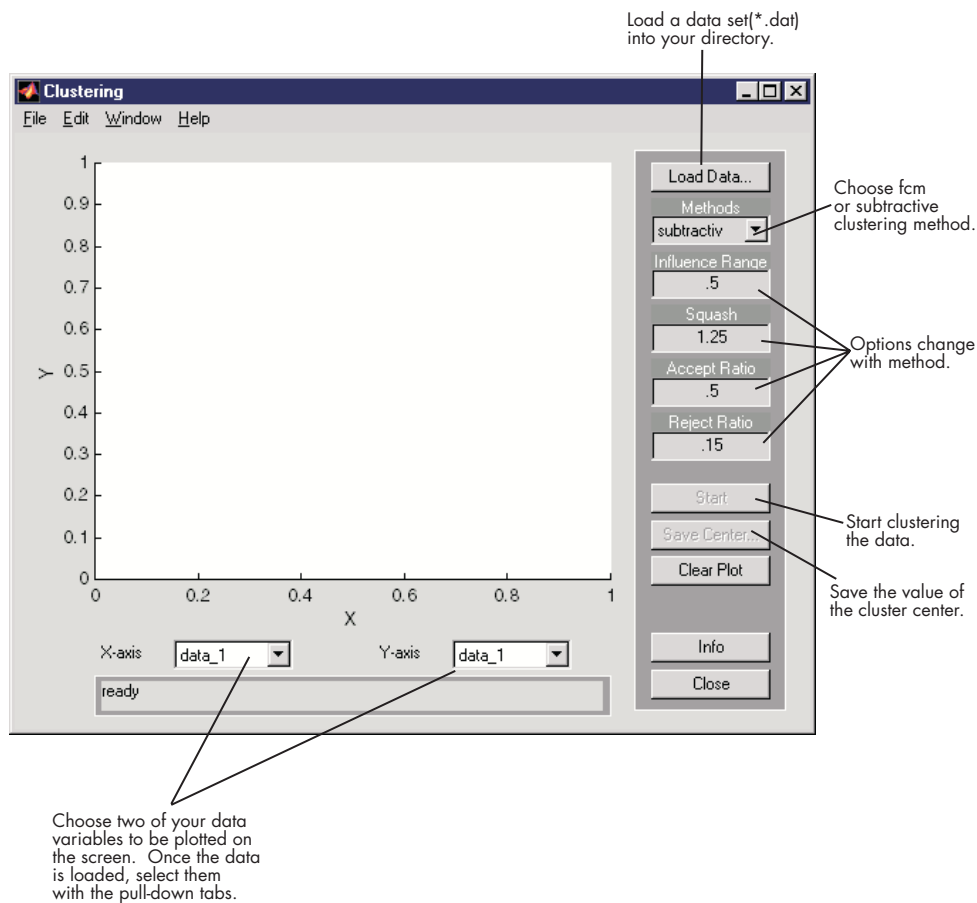 Load a data set(*.dat)
into your directory.
Clustering
File Edit Window Help
1
0.9
0.8
0.7
0.6
0.5
0.4
0.3
0.2
0.1
0
Y
0 0.2 0.4 0.6 0.8 1
X
X-axis data_1 Y-axis data_1
ready
Load Data...
Methods
subtractiv
Influence Range
.5
Squash
1.25
Accept Ratio
.5
Reject Ratio
.15
Start
Save Center...
Clear Plot
Info
Close
Choose fcm
or subtractive
clustering method.
Options change
with method.
Start clustering
the data.
Save the value of
the cluster center.
Choose two of your data
variables to be plotted on
the screen. Once the data
is loaded, select them
with the pull-down tabs.